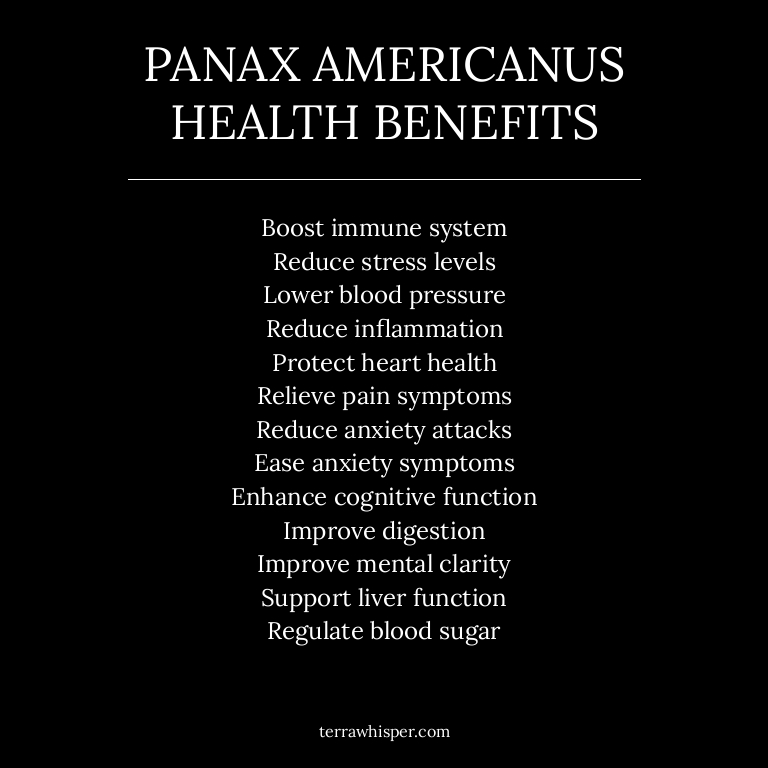 PANAX AMERICANUS
HEALTH BENEFITS
Boost immune system
Reduce stress levels
Lower blood pressure
Reduce inflammation
Protect heart health
Relieve pain symptoms
Reduce anxiety attacks
Ease anxiety symptoms
Enhance cognitive function
Improve digestion
Improve mental clarity
Support liver function
Regulate blood sugar
terrawhisper.com